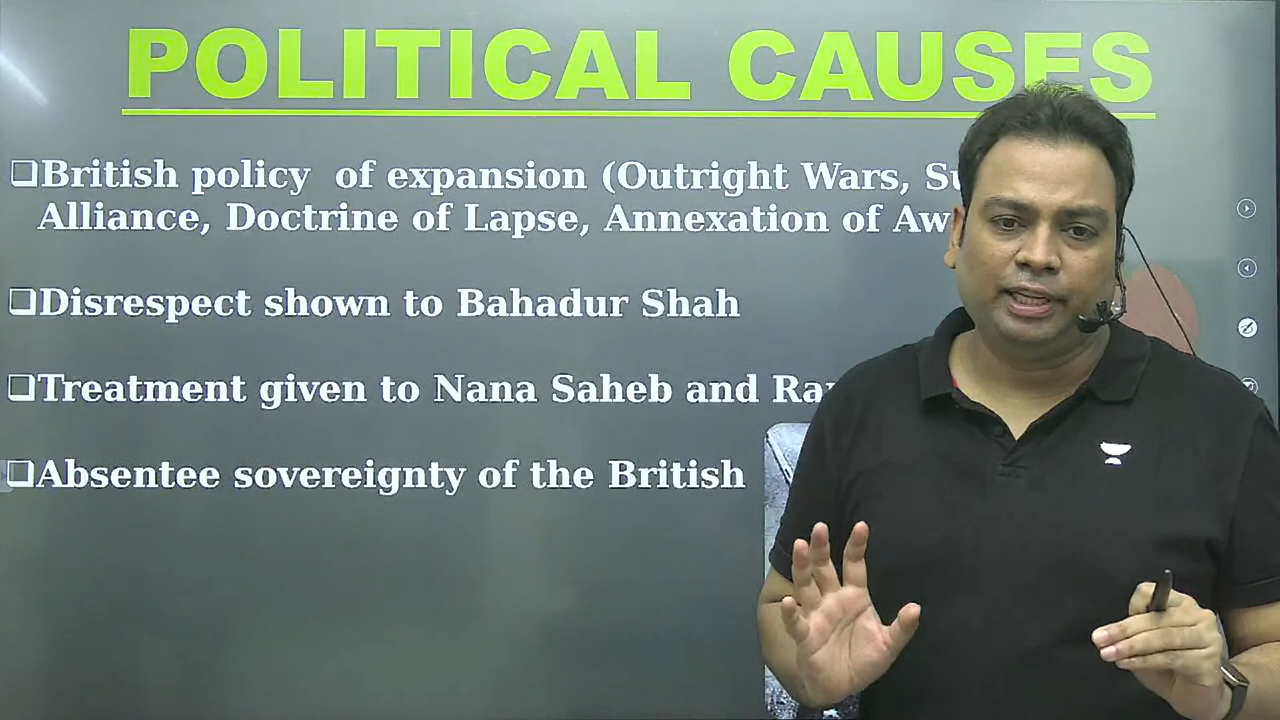 POLITICAL CAUSES
❑British policy of expansion (Outright Wars,
Alliance, Doctrine of Lapse, Annexation of
❑Disrespect shown to Bahadur Shah
❑Treatment given to Nana Saheb and
❑Absentee sovereignty of the British